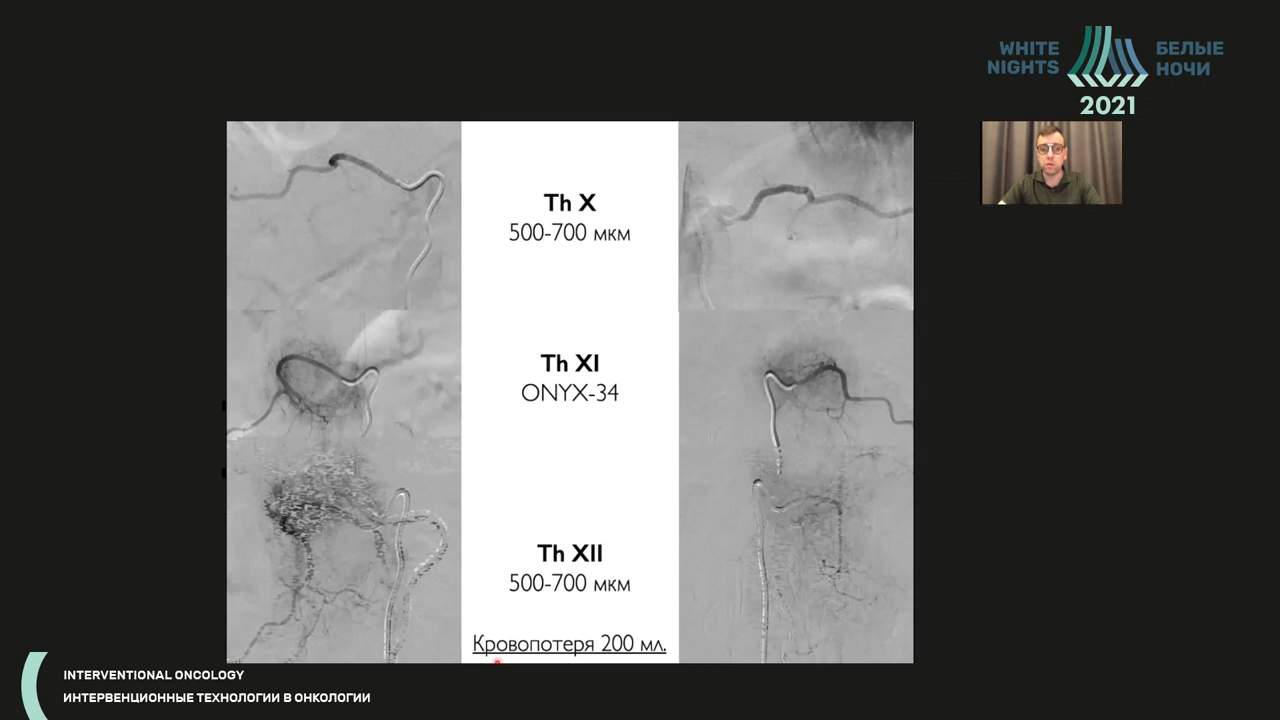 WHITE
NIGHTS
БЕЛЫЕ
НОЧИ
2021
Th X
500-700 мкм
Th XI
ONYX-34
Th XII
500-700 мкм
Кровопотеря 200 мл.
INTERVENTIONAL ONCOLOGY
ИНТЕРВЕНЦИОННЫЕ ТЕХНОЛОГИИ В ОНКОЛОГИИ